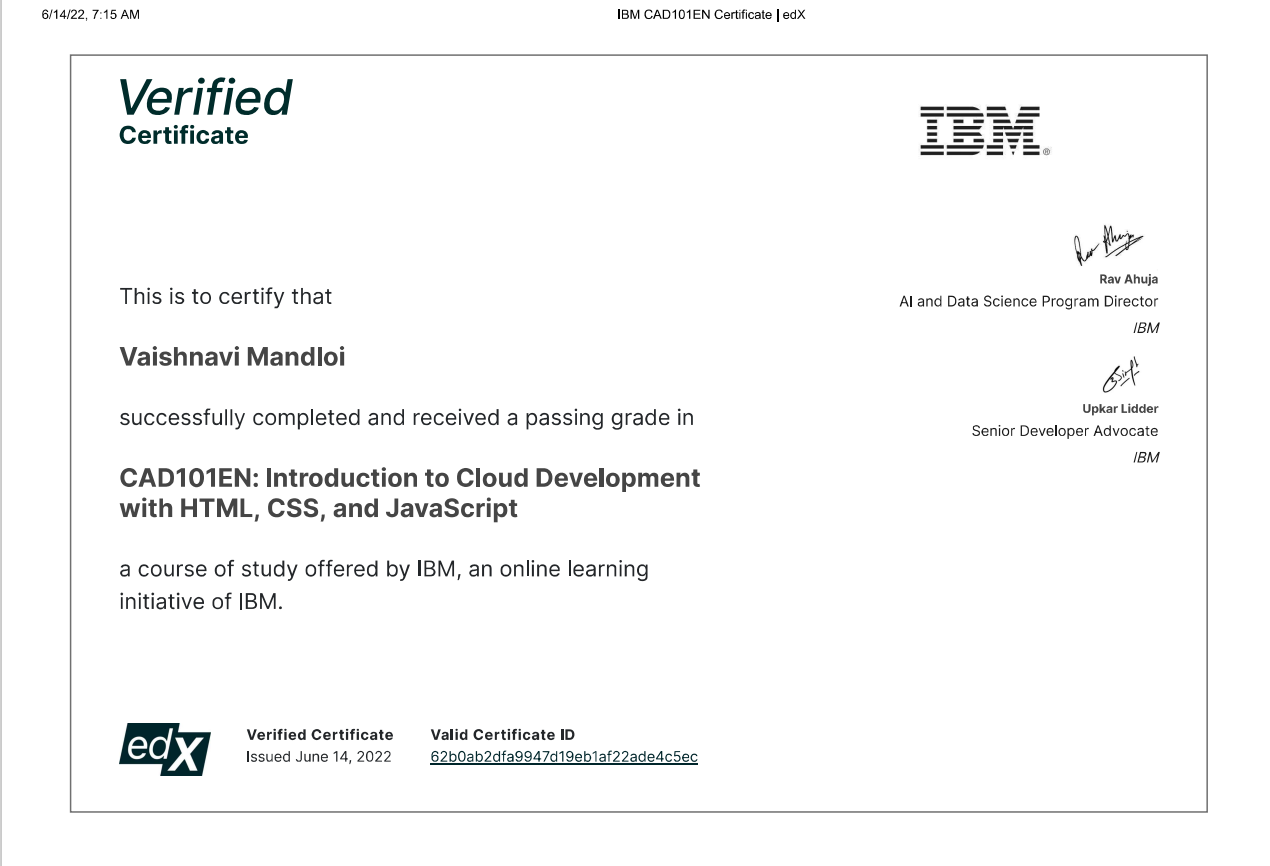 6/14/22, 7:15 AM
IBM CAD101EN Certificate | edX
Verified
Certificate
IBM®
This is to certify that
Vaishnavi Mandloi
successfully completed and received a passing grade in
CAD101EN: Introduction to Cloud Development
with HTML, CSS, and JavaScript
a course of study offered by IBM, an online learning
initiative of IBM.
Rav Ahuja
Rav Ahuja
AI and Data Science Program Director
IBM
Upkar Lidder
Senior Developer Advocate
IBM
edX
Verified Certificate
Issued June 14, 2022
Valid Certificate ID
62b0ab2dfa9947d19eb1af22ade4c5ec